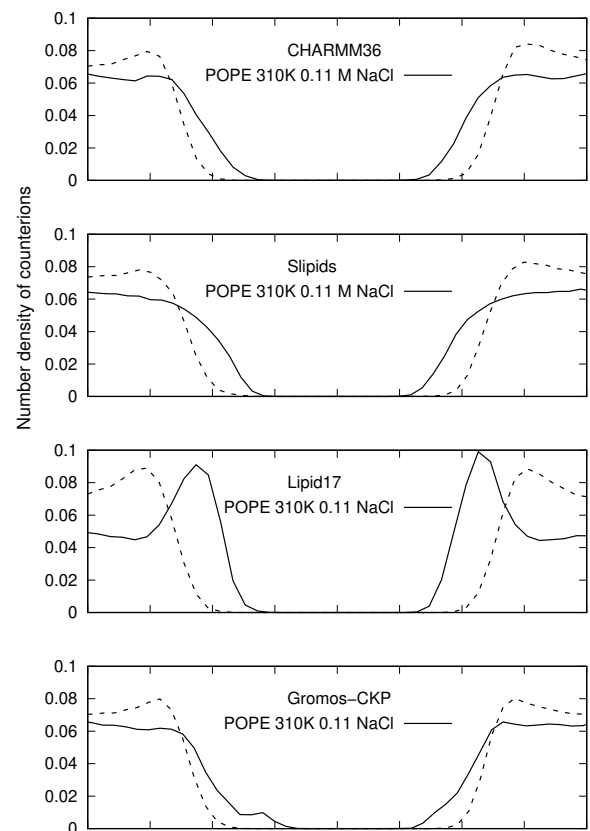 Number density of counterions
0.1
0.08
0.06
0.04
0.02
0
CHARMM36
POPE 310K 0.11 M NaCl
0.1
0.08
0.06
0.04
0.02
0
Slipids
POPE 310K 0.11 M NaCl
0.1
0.08
0.06
0.04
0.02
0
Lipid17
POPE 310K 0.11 NaCl
0.1
0.08
0.06
0.04
0.02
0
Gromos−CKP
POPE 310K 0.11 NaCl